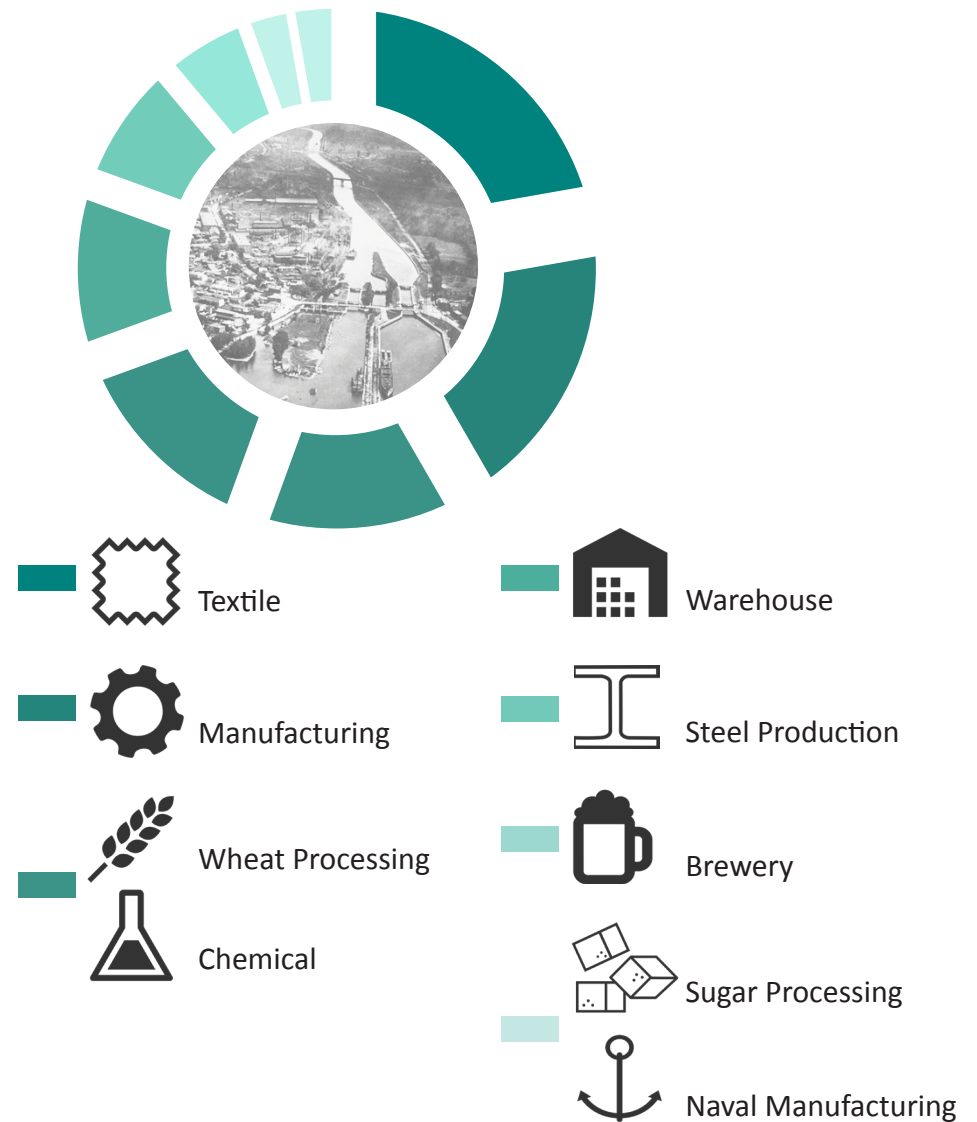 Textile
Manufacturing
Wheat Processing
Chemical
Warehouse
Steel Production
Brewery
Sugar Processing
Naval Manufacturing